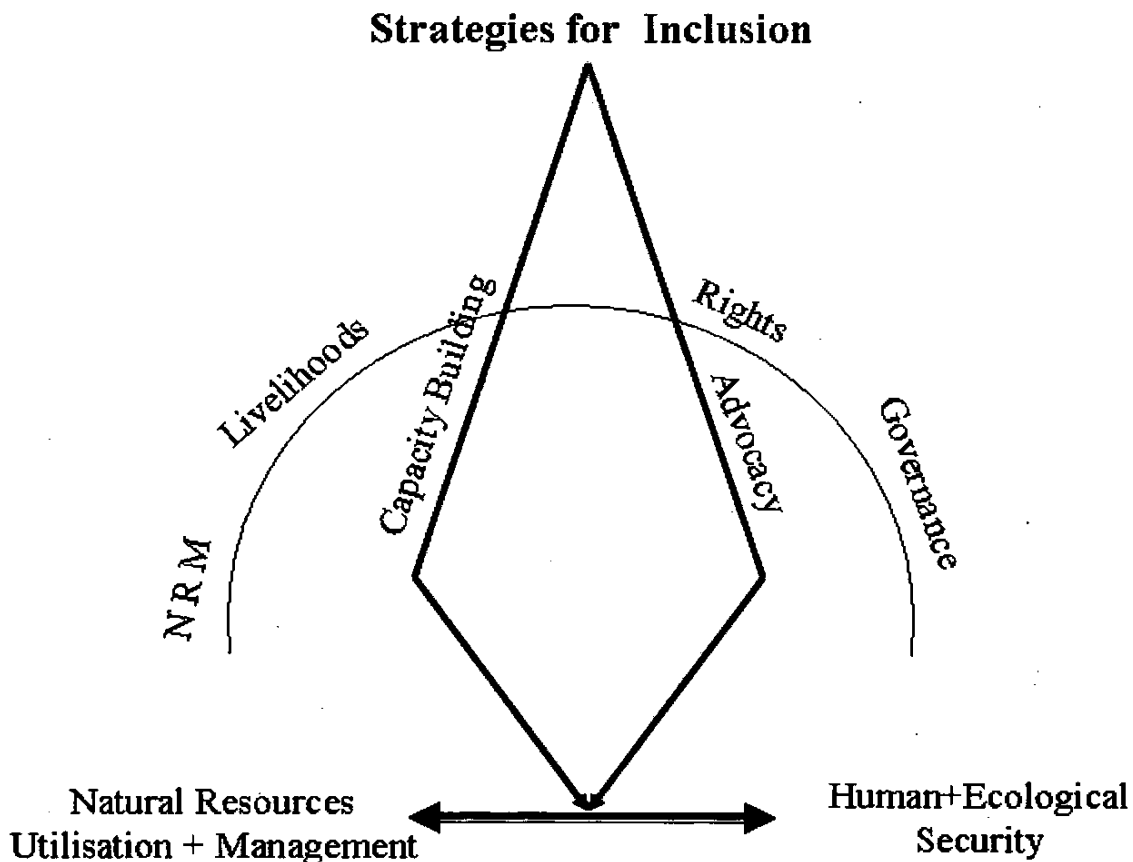 Strategies for Inclusion
Livelihoods
Capacity Building
Rights
Advocacy
Governance
N R M
Natural Resources
Utilisation + Management
Human+Ecological
Security